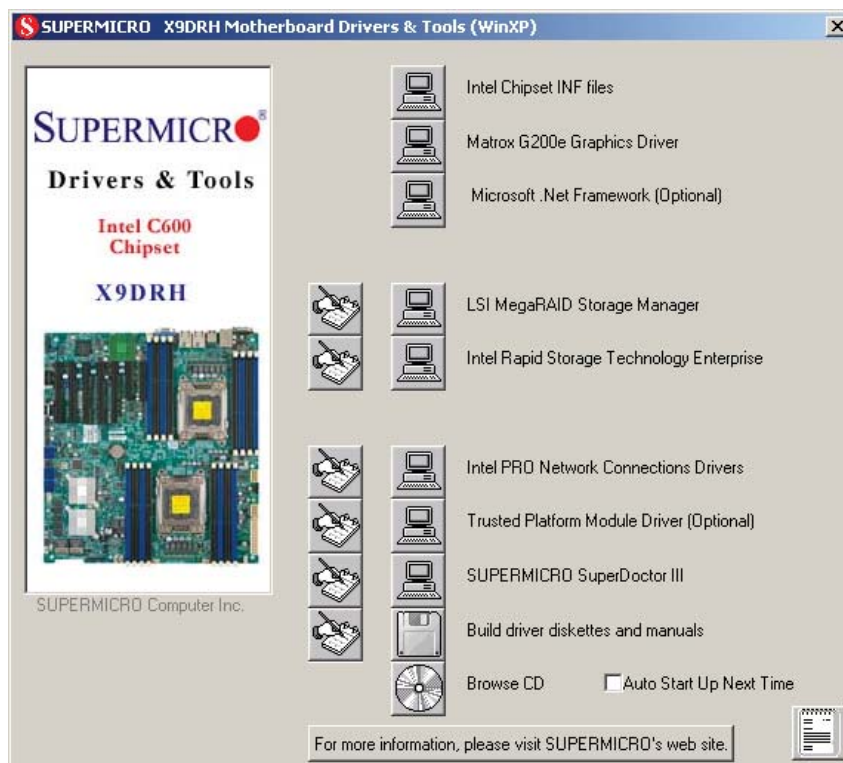 SUPERMICRO X9DRH Motherboard Drivers & Tools (WinXP)
SUPERMICRO®
Drivers & Tools
Intel C600
Chipset
X9DRH
SUPERMICRO Computer Inc.
Intel Chipset INF files
Matrox G200e Graphics Driver
Microsoft .Net Framework (Optional)
LSI MegaRAID Storage Manager
Intel Rapid Storage Technology Enterprise
Intel PRO Network Connections Drivers
Trusted Platform Module Driver (Optional)
SUPERMICRO SuperDoctor III
Build driver diskettes and manuals
Browse CD
Auto Start Up Next Time
For more information, please visit SUPERMICRO's web site.